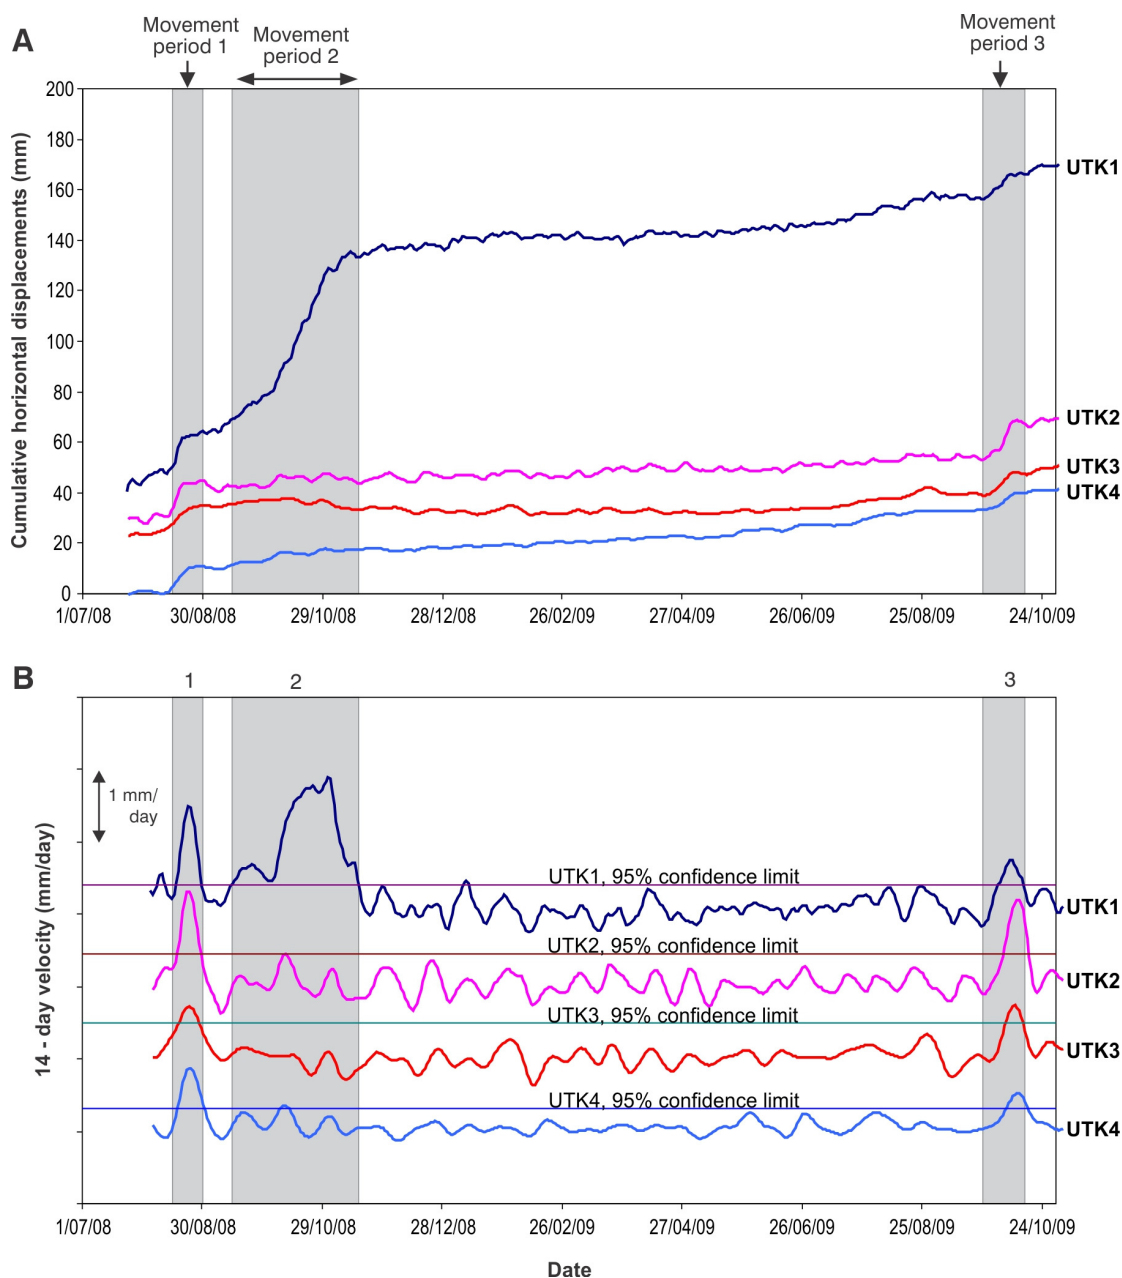 A
Movement
period 1
Movement
period 2
Movement
period 3
Cumulative horizontal displacements (mm)
200
180
160
140
120
100
80
60
40
20
0
UTK1
UTK2
UTK3
UTK4
1/07/08 30/08/08 29/10/08 28/12/08 26/02/09 27/04/09 26/06/09 25/08/09 24/10/09
B
1 2 3
1 mm/
day
14 - day velocity (mm/day)
UTK1, 95% confidence limit
UTK1
UTK2, 95% confidence limit
UTK2
UTK3, 95% confidence limit
UTK3
UTK4, 95% confidence limit
UTK4
1/07/08 30/08/08 29/10/08 28/12/08 26/02/09 27/04/09 26/06/09 25/08/09 24/10/09
Date